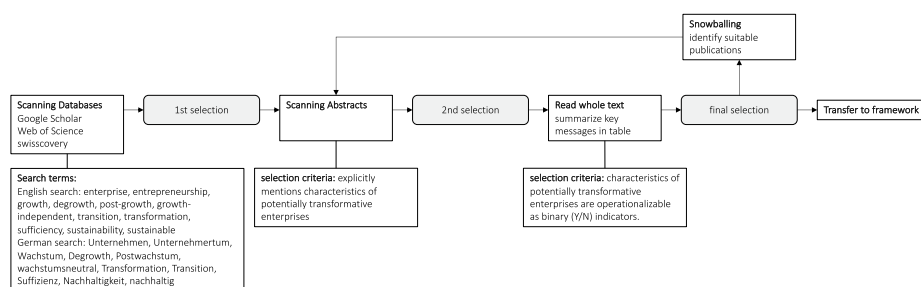 Snowballing
identify suitable
publications
Scanning Databases
Google Scholar
Web of Science
swisscovery
1st selection
Scanning Abstracts
2nd selection
Read whole text
summarize key
messages in table
final selection
Transfer to framework
Search terms:
English search: enterprise, entrepreneurship,
growth, degrowth, post-growth, growth-
independent, transition, transformation,
sufficiency, sustainability, sustainable
German search: Unternehmen, Unternehmertum,
Wachstum, Degrowth, Postwachstum,
wachstumsneutral, Transformation, Transition,
Suffizienz, Nachhaltigkeit, nachhaltig
selection criteria: explicitly
mentions characteristics of
potentially transformative
enterprises
selection criteria: characteristics of
potentially transformative
enterprises are operationalizable
as binary (Y/N) indicators.